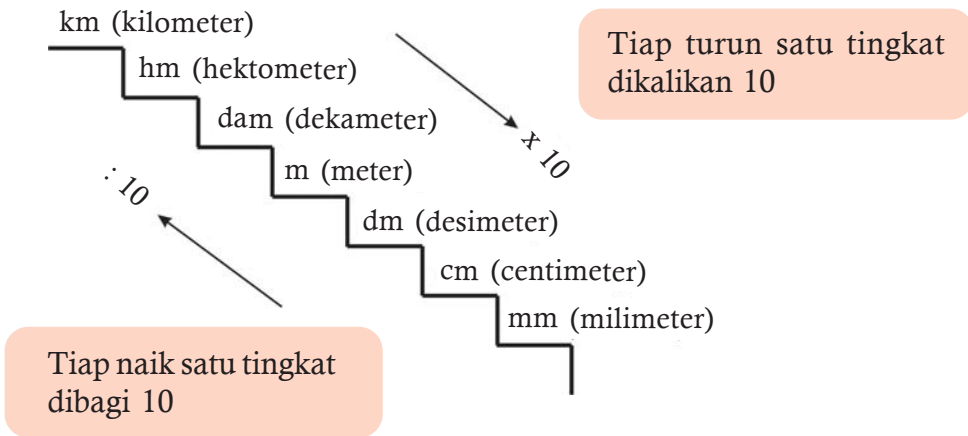 km (kilometer)
hm (hektometer)
dam (dekameter)
m (meter)
dm (desimeter)
cm (centimeter)
mm (milimeter)
x 10
: 10
Tiap turun satu tingkat
dikalikan 10
Tiap naik satu tingkat
dibagi 10